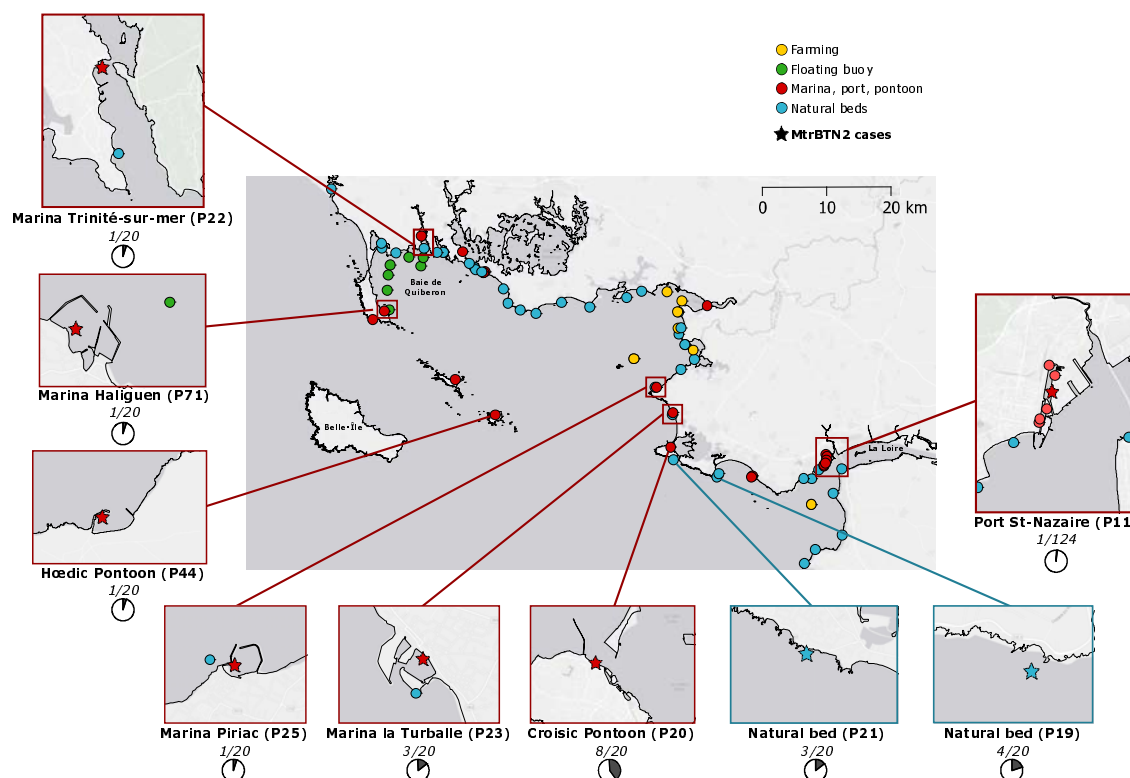 Farming
Floating buoy
Marina, port, pontoon
Natural beds
MtrBTN2 cases
0 10 20 km
Marina Trinité-sur-mer (P22)
1/20
Baie de
Quiberon
Marina Haliguen (P71)
1/20
Belle-Île
La Loire
Port St-Nazaire (P11
1/124
Hœdic Pontoon (P44)
1/20
Marina Piriac (P25)
1/20
Marina la Turballe (P23)
3/20
Croisic Pontoon (P20)
8/20
Natural bed (P21)
3/20
Natural bed (P19)
4/20